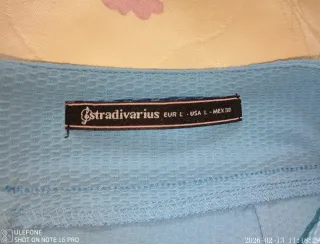 stradivarius EUR L - USA L - MEX 30
ULEFONE
SHOT ON NOTE 16 PRO